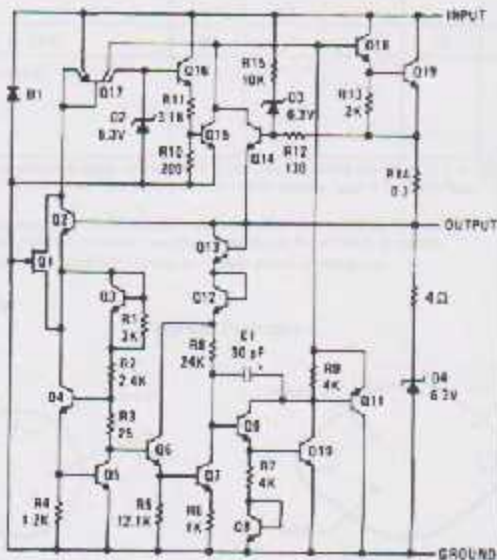 INPUT
Q18
Q16
R15
10K
Q19
D1
Q17
R11
3.1K
D3
6.3V
R13
2K
D2
6.3V
Q15
R10
200
Q14
R12
130
R14
0.3
Q2
OUTPUT
Q1
Q13
Q3
Q12
4Ω
R1
R8
24K
C1
30 pF
D4
6.3V
R2
2.4K
R9
4K
Q11
Q4
R3
25
Q6
Q9
Q10
Q5
Q7
R7
4K
R4
1.2K
R5
12.1K
R6
1K
Q8
GROUND